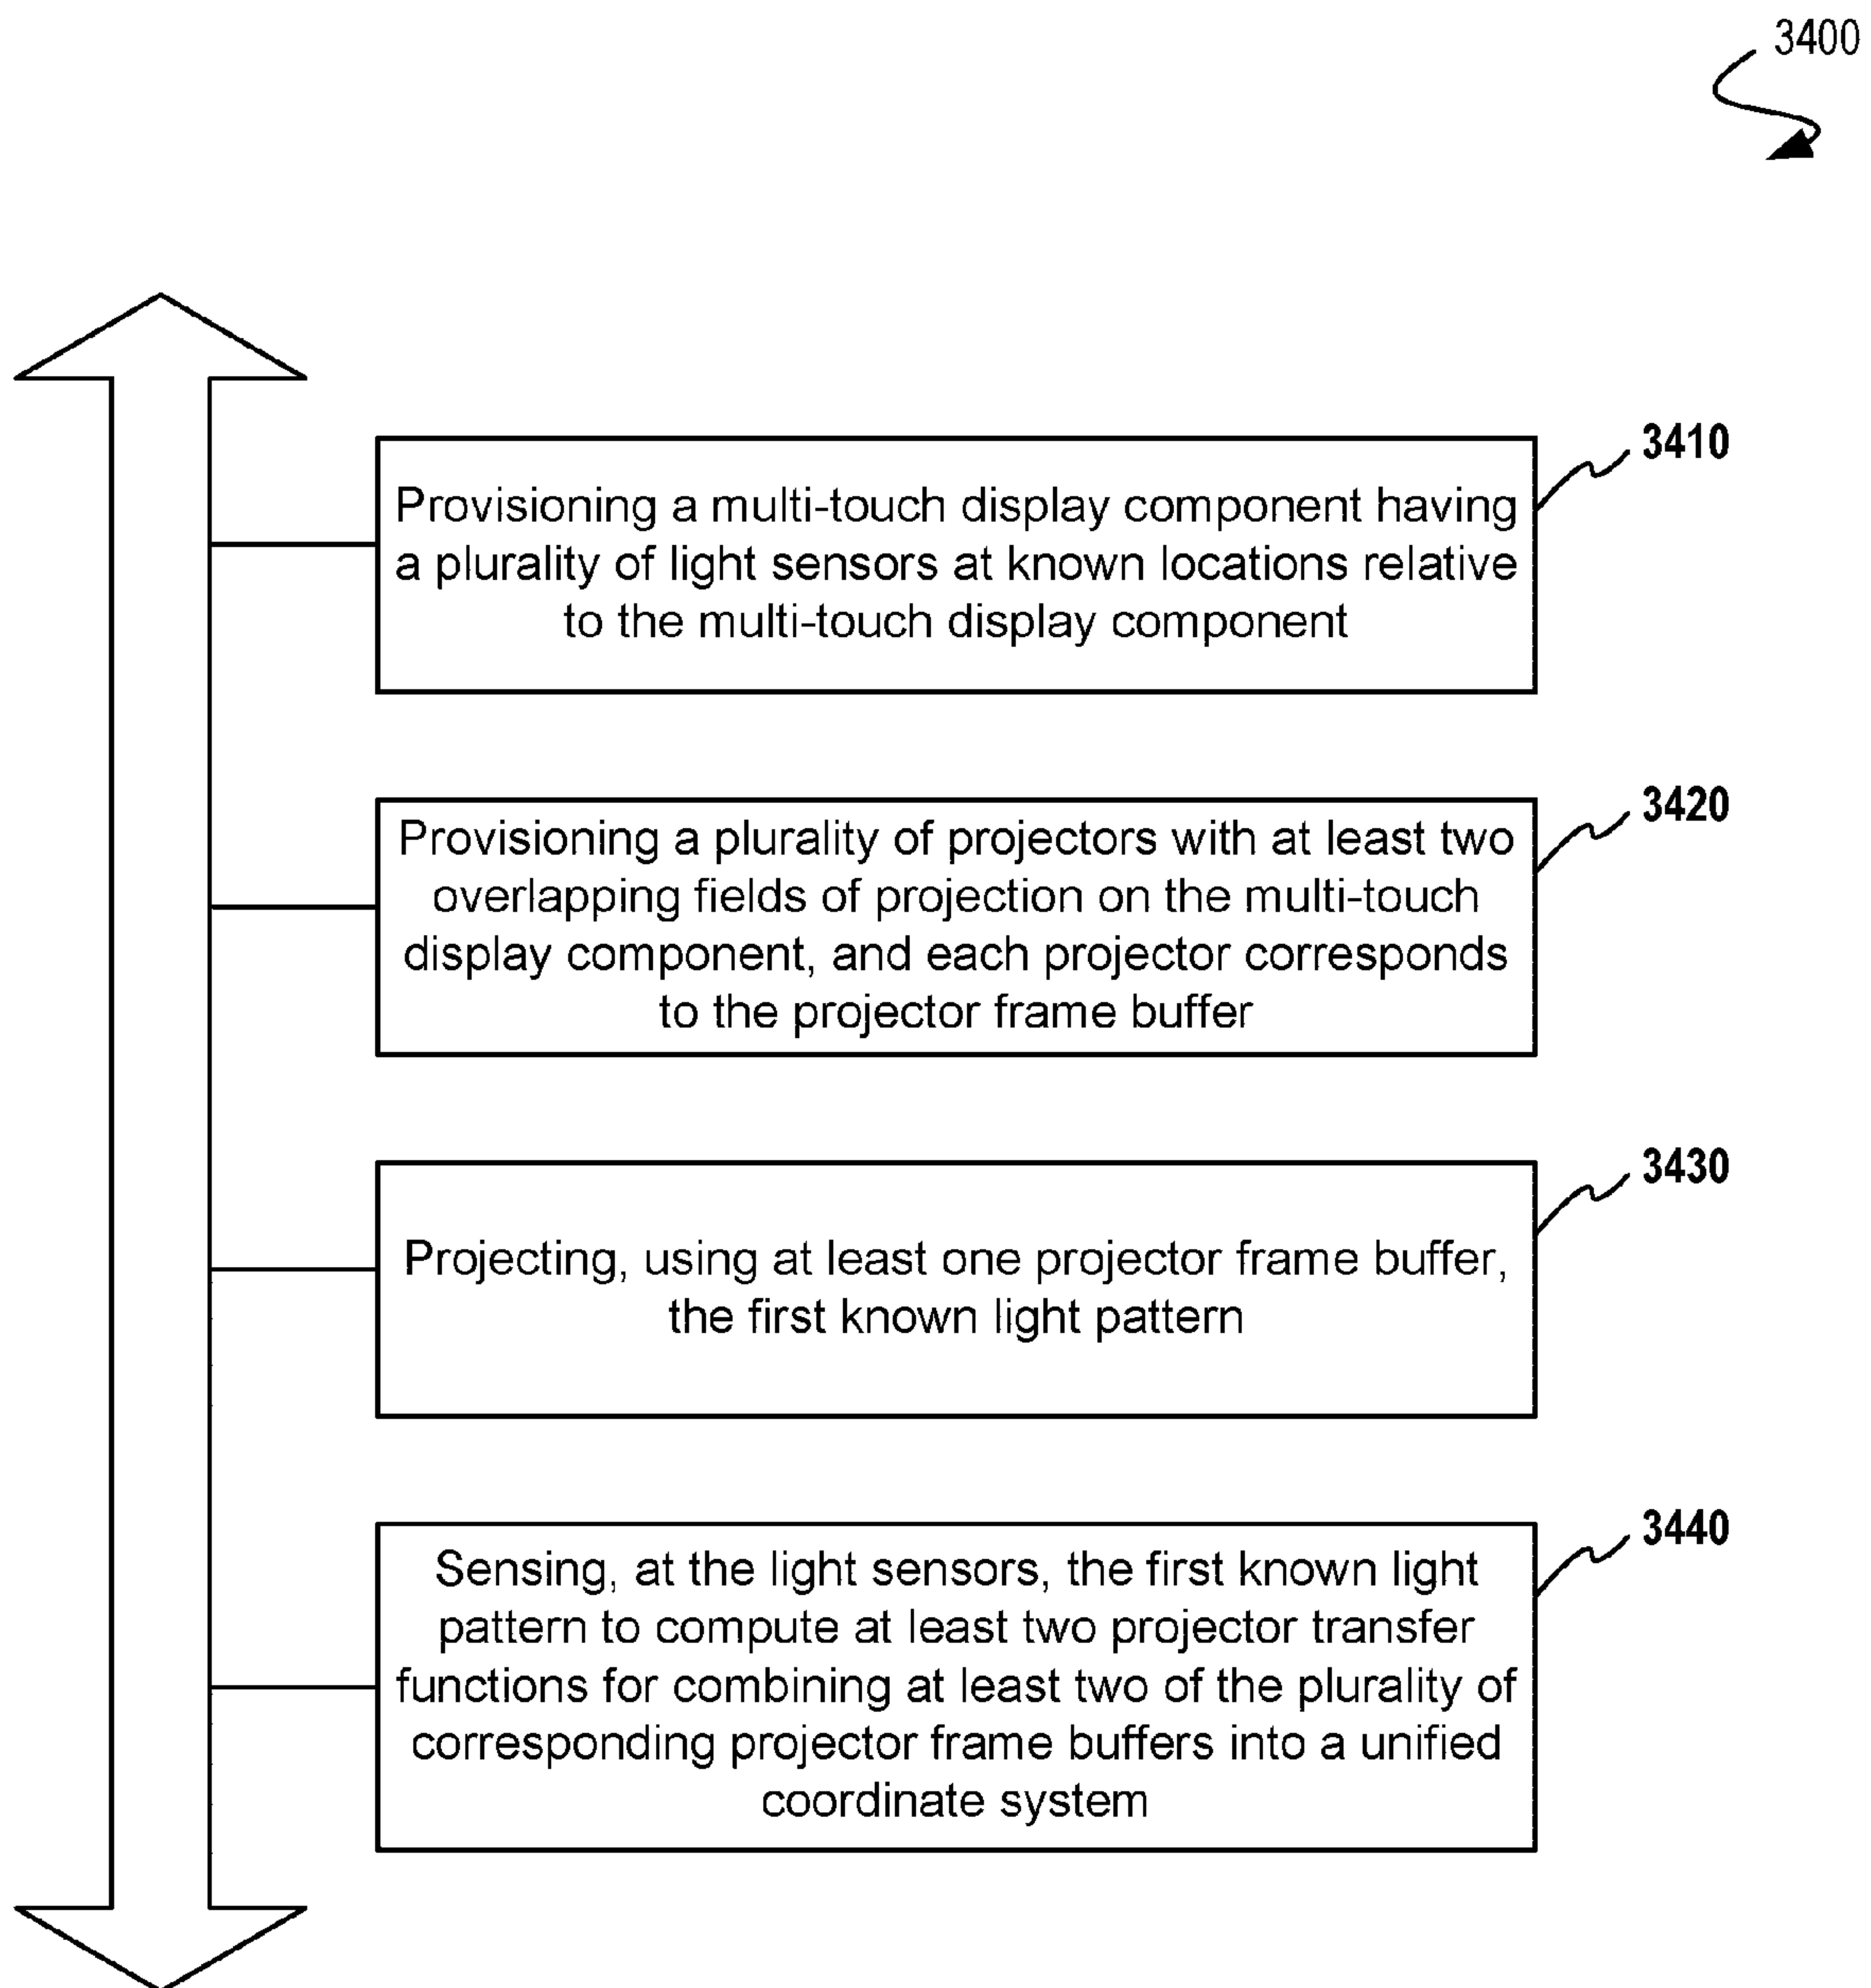 3400
3410
Provisioning a multi-touch display component having
a plurality of light sensors at known locations relative
to the multi-touch display component
3420
Provisioning a plurality of projectors with at least two
overlapping fields of projection on the multi-touch
display component, and each projector corresponds
to the projector frame buffer
3430
Projecting, using at least one projector frame buffer,
the first known light pattern
3440
Sensing, at the light sensors, the first known light
pattern to compute at least two projector transfer
functions for combining at least two of the plurality of
corresponding projector frame buffers into a unified
coordinate system